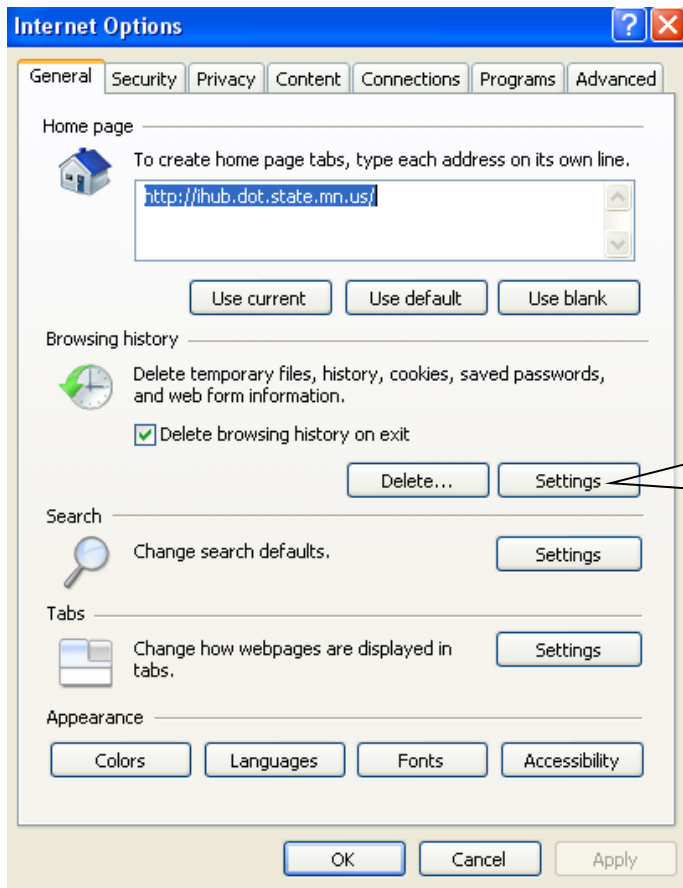 Internet Options
General Security Privacy Content Connections Programs Advanced
Home page
To create home page tabs, type each address on its own line.
http://ihub.dot.state.mn.us/
Use current Use default Use blank
Browsing history
Delete temporary files, history, cookies, saved passwords,
and web form information.
Delete browsing history on exit
Delete... Settings
Search
Change search defaults. Settings
Tabs
Change how webpages are displayed in Settings
tabs.
Appearance
Colors Languages Fonts Accessibility
OK Cancel Apply